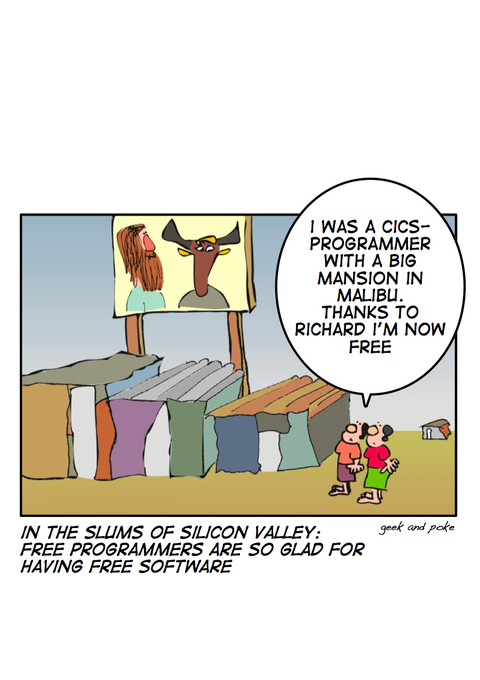 I WAS A CICS-
PROGRAMMER
WITH A BIG
MANSION IN
MALIBU.
THANKS TO
RICHARD I'M NOW
FREE
geek and poke
IN THE SLUMS OF SILICON VALLEY:
FREE PROGRAMMERS ARE SO GLAD FOR
HAVING FREE SOFTWARE